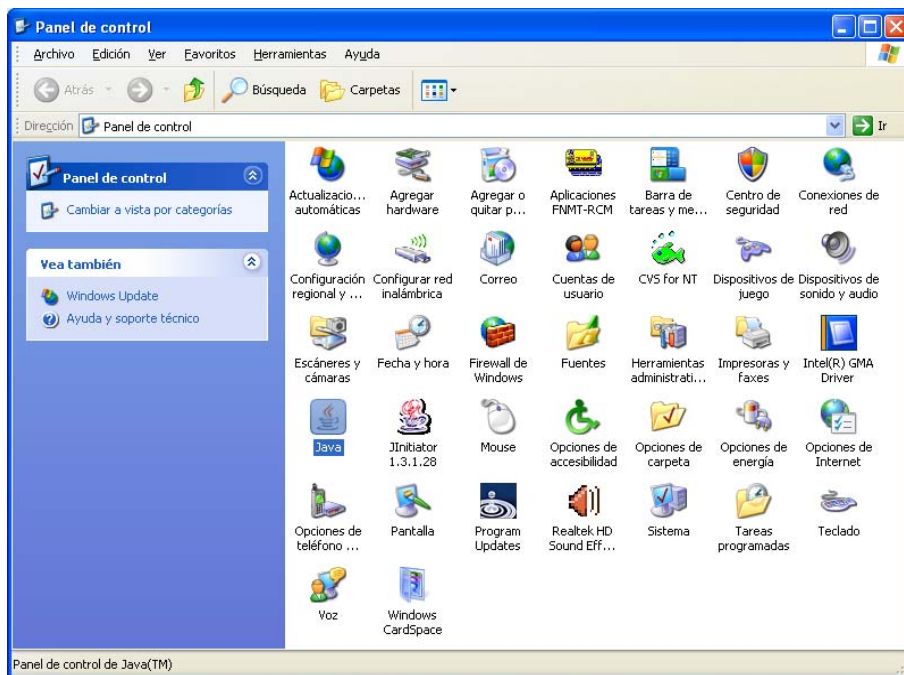 Panel de control
Archivo Edición Ver Favoritos Herramientas Ayuda
Atrás Búsqueda Carpetas
Dirección Panel de control Ir
Panel de control
Cambiar a vista por categorías
Vea también
Windows Update
Ayuda y soporte técnico
Actualizacio... automáticas
Agregar hardware
Agregar o quitar p...
Aplicaciones FNMT-RCM
Barra de tareas y me...
Centro de seguridad
Conexiones de red
Configuración regional y ...
Configurar red inalámbrica
Correo
Cuentas de usuario
CVS for NT
Dispositivos de juego
Dispositivos de sonido y audio
Escáneres y cámaras
Fecha y hora
Firewall de Windows
Fuentes
Herramientas administrati...
Impresoras y faxes
Intel(R) GMA Driver
Java
JInitiator 1.3.1.28
Mouse
Opciones de accesibilidad
Opciones de carpeta
Opciones de energía
Opciones de Internet
Opciones de teléfono ...
Pantalla
Program Updates
Realtek HD Sound Eff...
Sistema
Tareas programadas
Teclado
Voz
Windows CardSpace
Panel de control de Java(TM)